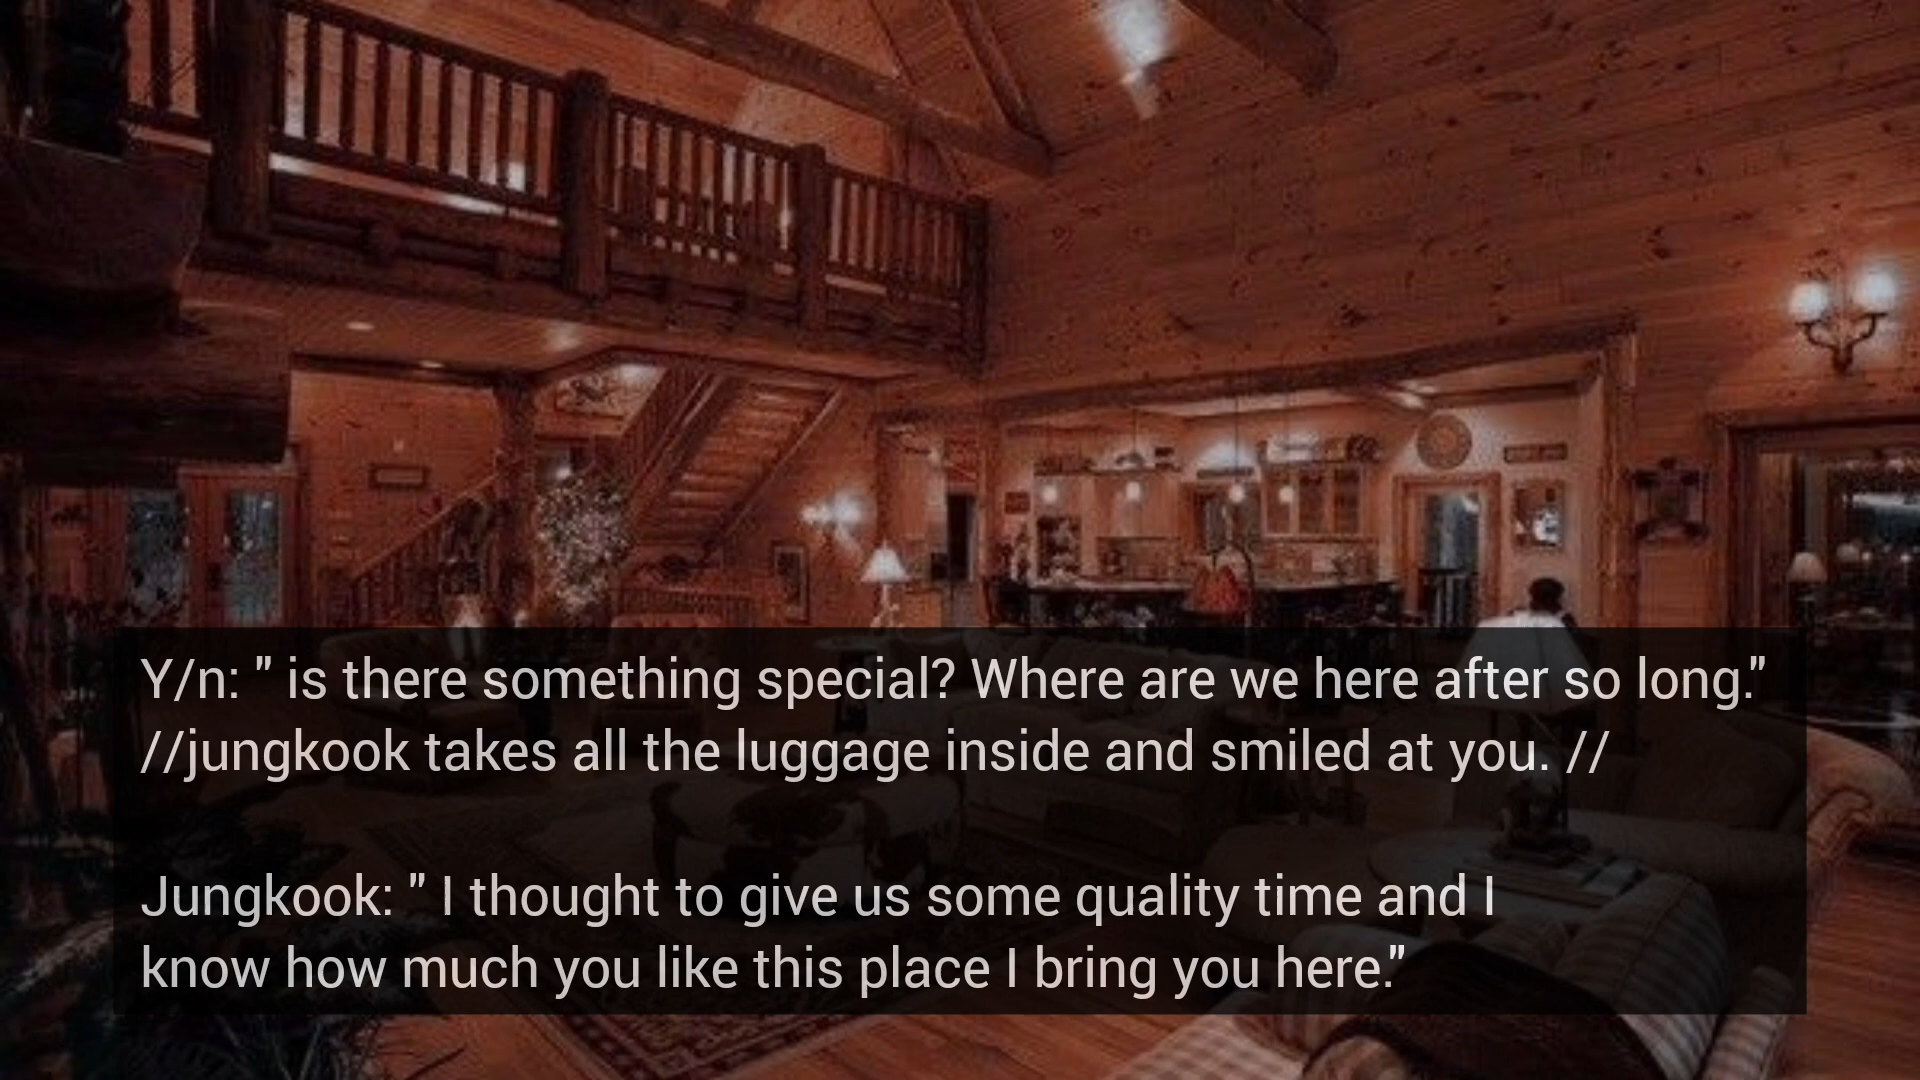 Y/n: " is there something special? Where are we here after so long."
//jungkook takes all the luggage inside and smiled at you. //
Jungkook: " I thought to give us some quality time and I
know how much you like this place I bring you here."